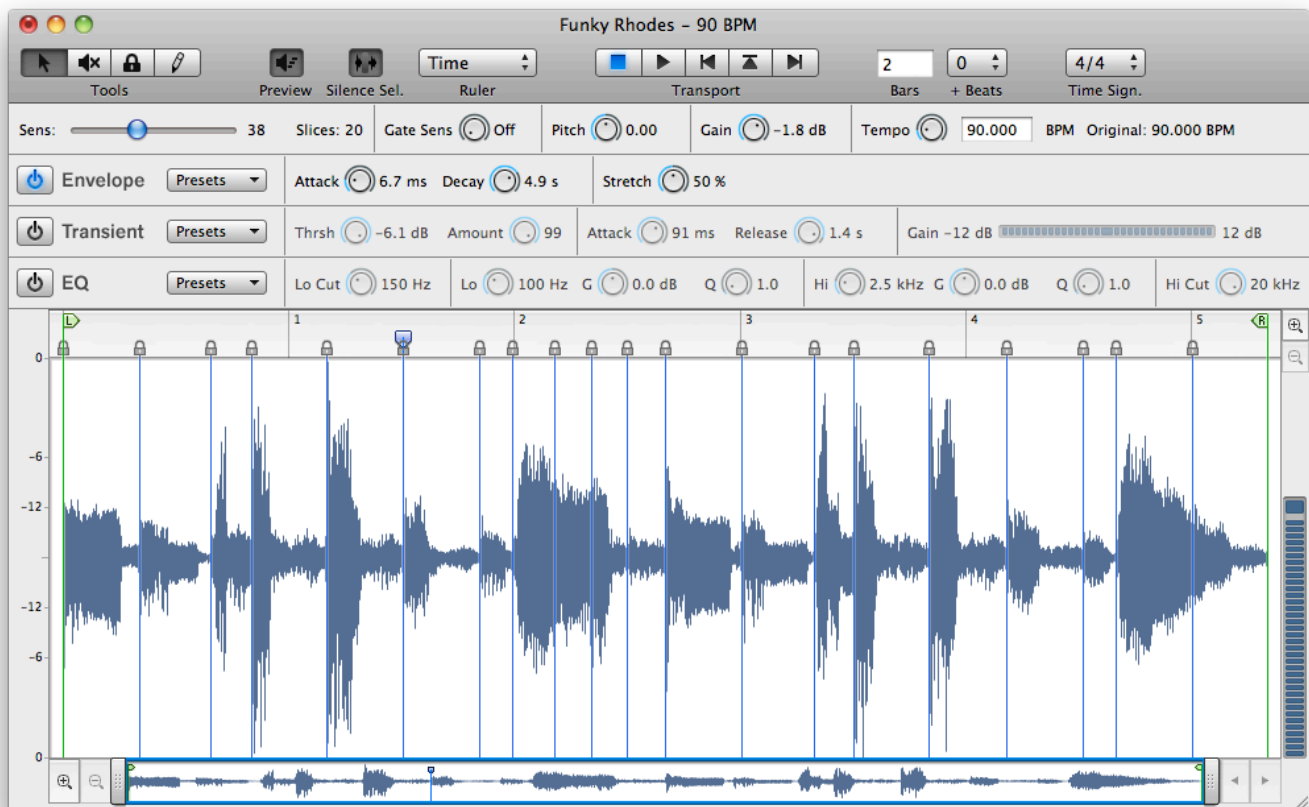 Funky Rhodes – 90 BPM
Time 2 0 4/4
Tools Preview Silence Sel. Ruler Transport Bars + Beats Time Sign.
Sens: 38 Slices: 20 Gate Sens Off Pitch 0.00 Gain -1.8 dB Tempo 90.000 BPM Original: 90.000 BPM
Envelope Presets Attack 6.7 ms Decay 4.9 s Stretch 50 %
Transient Presets Thrsh -6.1 dB Amount 99 Attack 91 ms Release 1.4 s Gain -12 dB 12 dB
EQ Presets Lo Cut 150 Hz Lo 100 Hz G 0.0 dB Q 1.0 Hi 2.5 kHz G 0.0 dB Q 1.0 Hi Cut 20 kHz
L 1 2 3 4 5 R
0
-6
-12
-12
-6
0